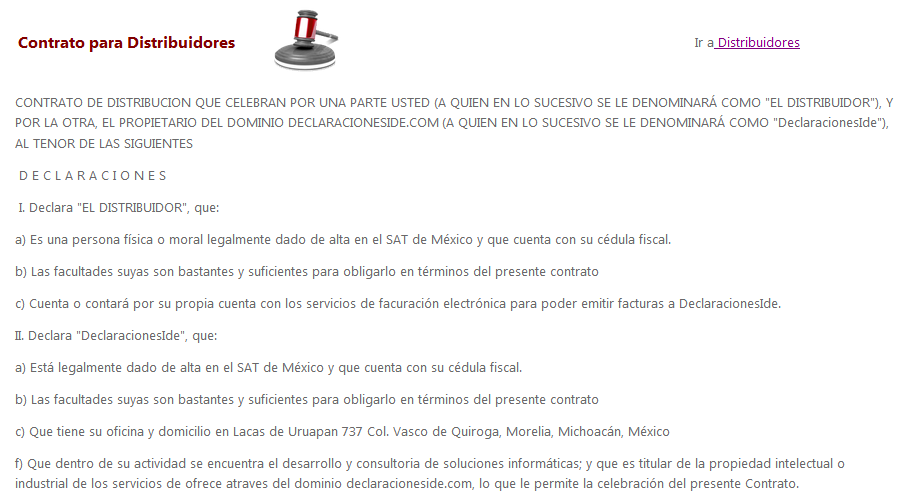 Contrato para Distribuidores
Ir a Distribuidores
CONTRATO DE DISTRIBUCION QUE CELEBRAN POR UNA PARTE USTED (A QUIEN EN LO SUCESIVO SE LE DENOMINARÁ COMO "EL DISTRIBUIDOR"), Y
POR LA OTRA, EL PROPIETARIO DEL DOMINIO DECLARACIONESIDE.COM (A QUIEN EN LO SUCESIVO SE LE DENOMINARÁ COMO "DeclaracionesIde"),
AL TENOR DE LAS SIGUIENTES
D E C L A R A C I O N E S
I. Declara "EL DISTRIBUIDOR", que:
a) Es una persona física o moral legalmente dado de alta en el SAT de México y que cuenta con su cédula fiscal.
b) Las facultades suyas son bastantes y suficientes para obligarlo en términos del presente contrato
c) Cuenta o contará por su propia cuenta con los servicios de facuración electrónica para poder emitir facturas a DeclaracionesIde.
II. Declara "DeclaracionesIde", que:
a) Está legalmente dado de alta en el SAT de México y que cuenta con su cédula fiscal.
b) Las facultades suyas son bastantes y suficientes para obligarlo en términos del presente contrato
c) Que tiene su oficina y domicilio en Lacas de Uruapan 737 Col. Vasco de Quiroga, Morelia, Michoacán, México
f) Que dentro de su actividad se encuentra el desarrollo y consultoria de soluciones informáticas; y que es titular de la propiedad intelectual o
industrial de los servicios de ofrece atraves del dominio declaracioneside.com, lo que le permite la celebración del presente Contrato.